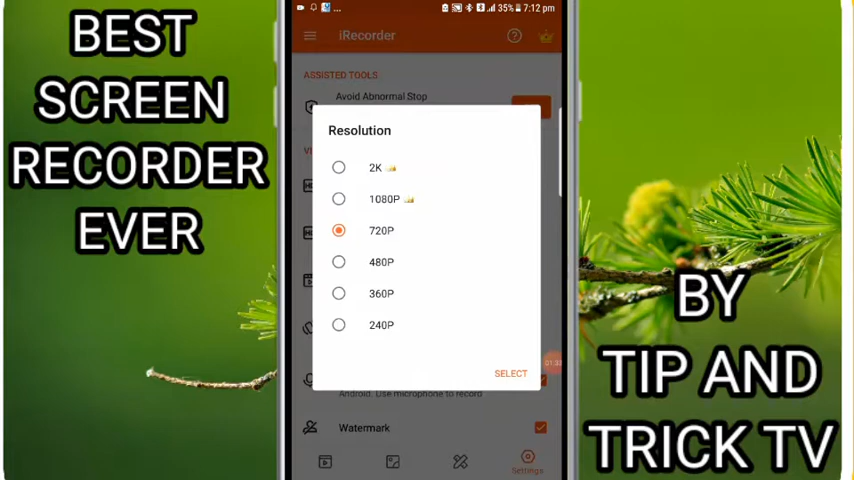 BEST
SCREEN
RECORDER
EVER
...
35% 7:12 pm
iRecorder
ASSISTED TOOLS
Avoid Abnormal Stop
Resolution
2K
1080P
720P
480P
360P
240P
SELECT
Android. Use microphone to record
Watermark
Settings
BY
TIP AND
TRICK TV